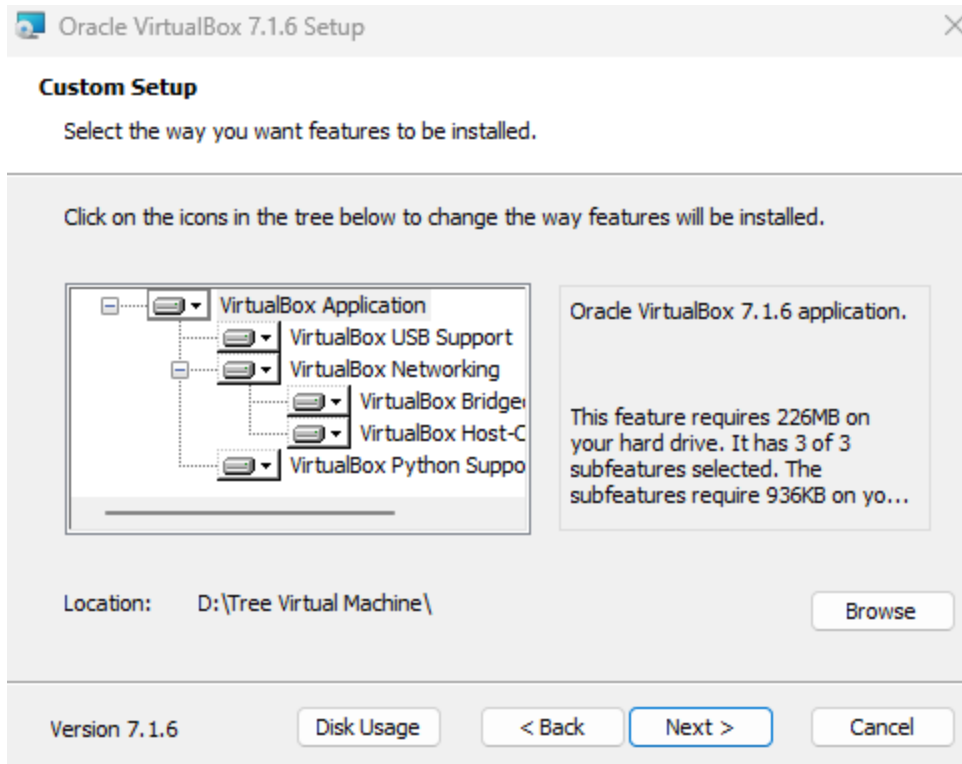 Oracle VirtualBox 7.1.6 Setup
Custom Setup
Select the way you want features to be installed.
Click on the icons in the tree below to change the way features will be installed.
VirtualBox Application
VirtualBox USB Support
VirtualBox Networking
VirtualBox Bridge
VirtualBox Host-C
VirtualBox Python Suppo
Oracle VirtualBox 7.1.6 application.
This feature requires 226MB on
your hard drive. It has 3 of 3
subfeatures selected. The
subfeatures require 936KB on yo...
Location: D:\Tree Virtual Machine\
Browse
Version 7.1.6
Disk Usage
< Back
Next >
Cancel